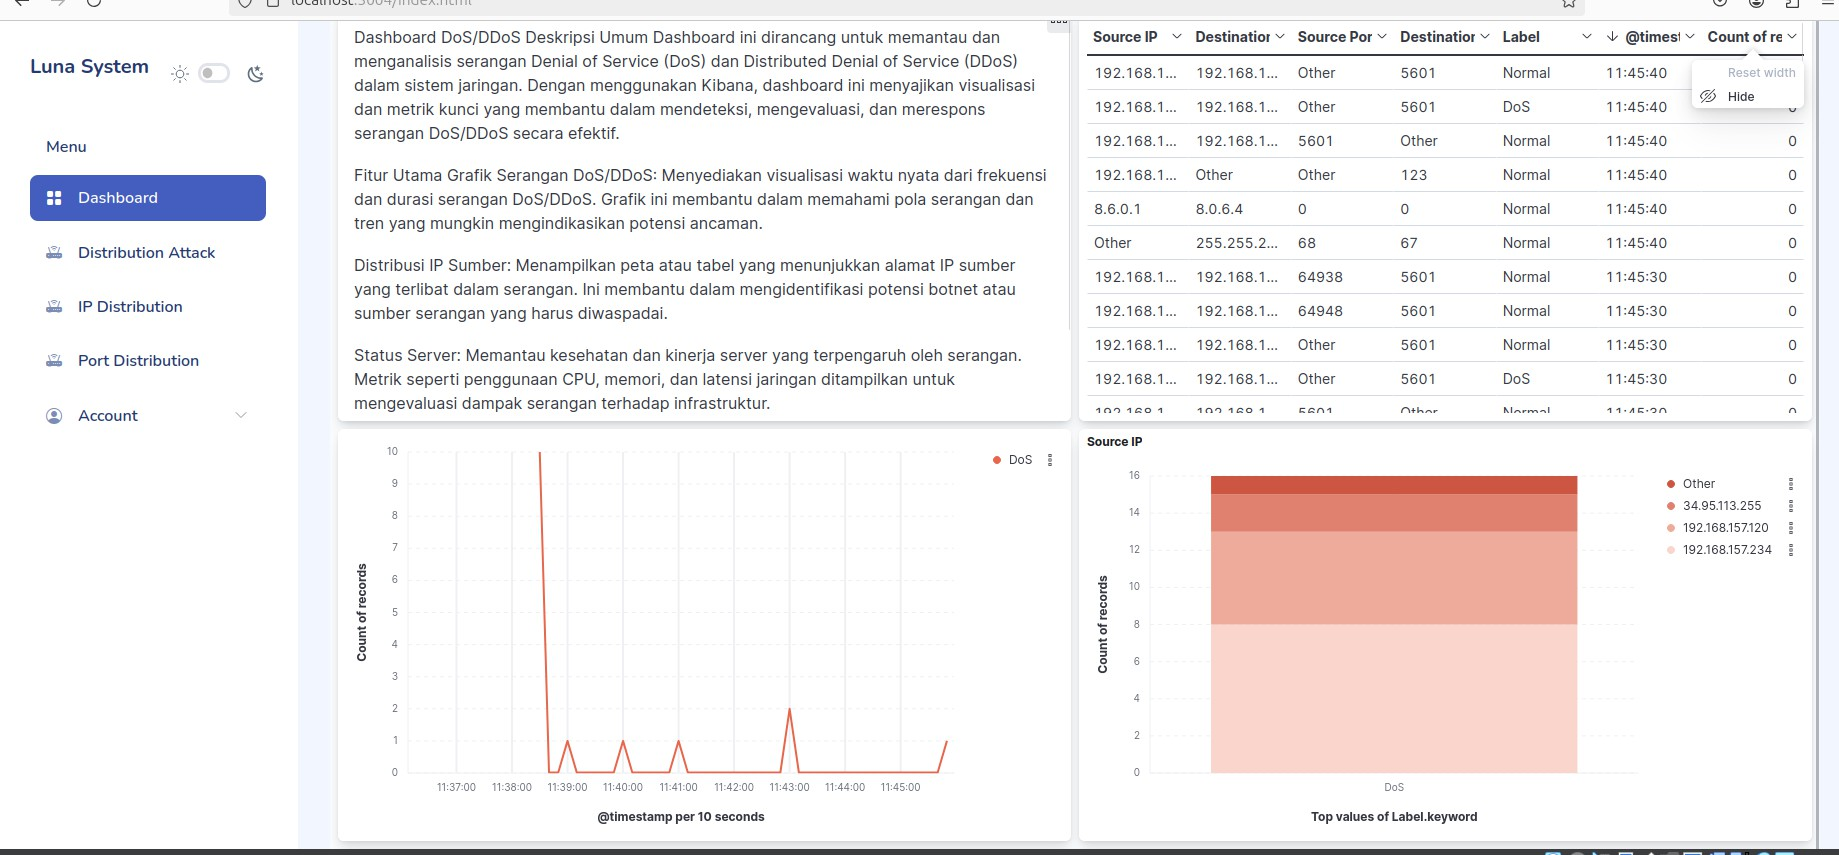 localhost:3004/index.html
Luna System
Menu
Dashboard
Distribution Attack
IP Distribution
Port Distribution
Account
Dashboard DoS/DDoS Deskripsi Umum Dashboard ini dirancang untuk memantau dan
menganalisis serangan Denial of Service (DoS) dan Distributed Denial of Service (DDoS)
dalam sistem jaringan. Dengan menggunakan Kibana, dashboard ini menyajikan visualisasi
dan metrik kunci yang membantu dalam mendeteksi, mengevaluasi, dan merespons
serangan DoS/DDoS secara efektif.
Fitur Utama Grafik Serangan DoS/DDoS: Menyediakan visualisasi waktu nyata dari frekuensi
dan durasi serangan DoS/DDoS. Grafik ini membantu dalam memahami pola serangan dan
tren yang mungkin mengindikasikan potensi ancaman.
Distribusi IP Sumber: Menampilkan peta atau tabel yang menunjukkan alamat IP sumber
yang terlibat dalam serangan. Ini membantu dalam mengidentifikasi potensi botnet atau
sumber serangan yang harus diwaspadai.
Status Server: Memantau kesehatan dan kinerja server yang terpengaruh oleh serangan.
Metrik seperti penggunaan CPU, memori, dan latensi jaringan ditampilkan untuk
mengevaluasi dampak serangan terhadap infrastruktur.
Source IP Destination Source Por Destination Label @timest Count of re
192.168.1... 192.168.1... Other 5601 Normal 11:45:40
Reset width
Hide
192.168.1... 192.168.1... Other 5601 DoS 11:45:40 0
192.168.1... 192.168.1... 5601 Other Normal 11:45:40 0
192.168.1... Other Other 123 Normal 11:45:40 0
8.6.0.1 8.0.6.4 0 0 Normal 11:45:40 0
Other 255.255.2... 68 67 Normal 11:45:40 0
192.168.1... 192.168.1... 64938 5601 Normal 11:45:30 0
192.168.1... 192.168.1... 64948 5601 Normal 11:45:30 0
192.168.1... 192.168.1... Other 5601 Normal 11:45:30 0
192.168.1... 192.168.1... Other 5601 DoS 11:45:30 0
192.168.1... 192.168.1... 5601 Other Normal 11:45:30 0
DoS
10
9
8
7
6
5
4
3
2
1
0
Count of records
11:37:00 11:38:00 11:39:00 11:40:00 11:41:00 11:42:00 11:43:00 11:44:00 11:45:00
@timestamp per 10 seconds
Source IP
16
14
12
10
8
6
4
2
0
Count of records
DoS
Top values of Label.keyword
Other
34.95.113.255
192.168.157.120
192.168.157.234